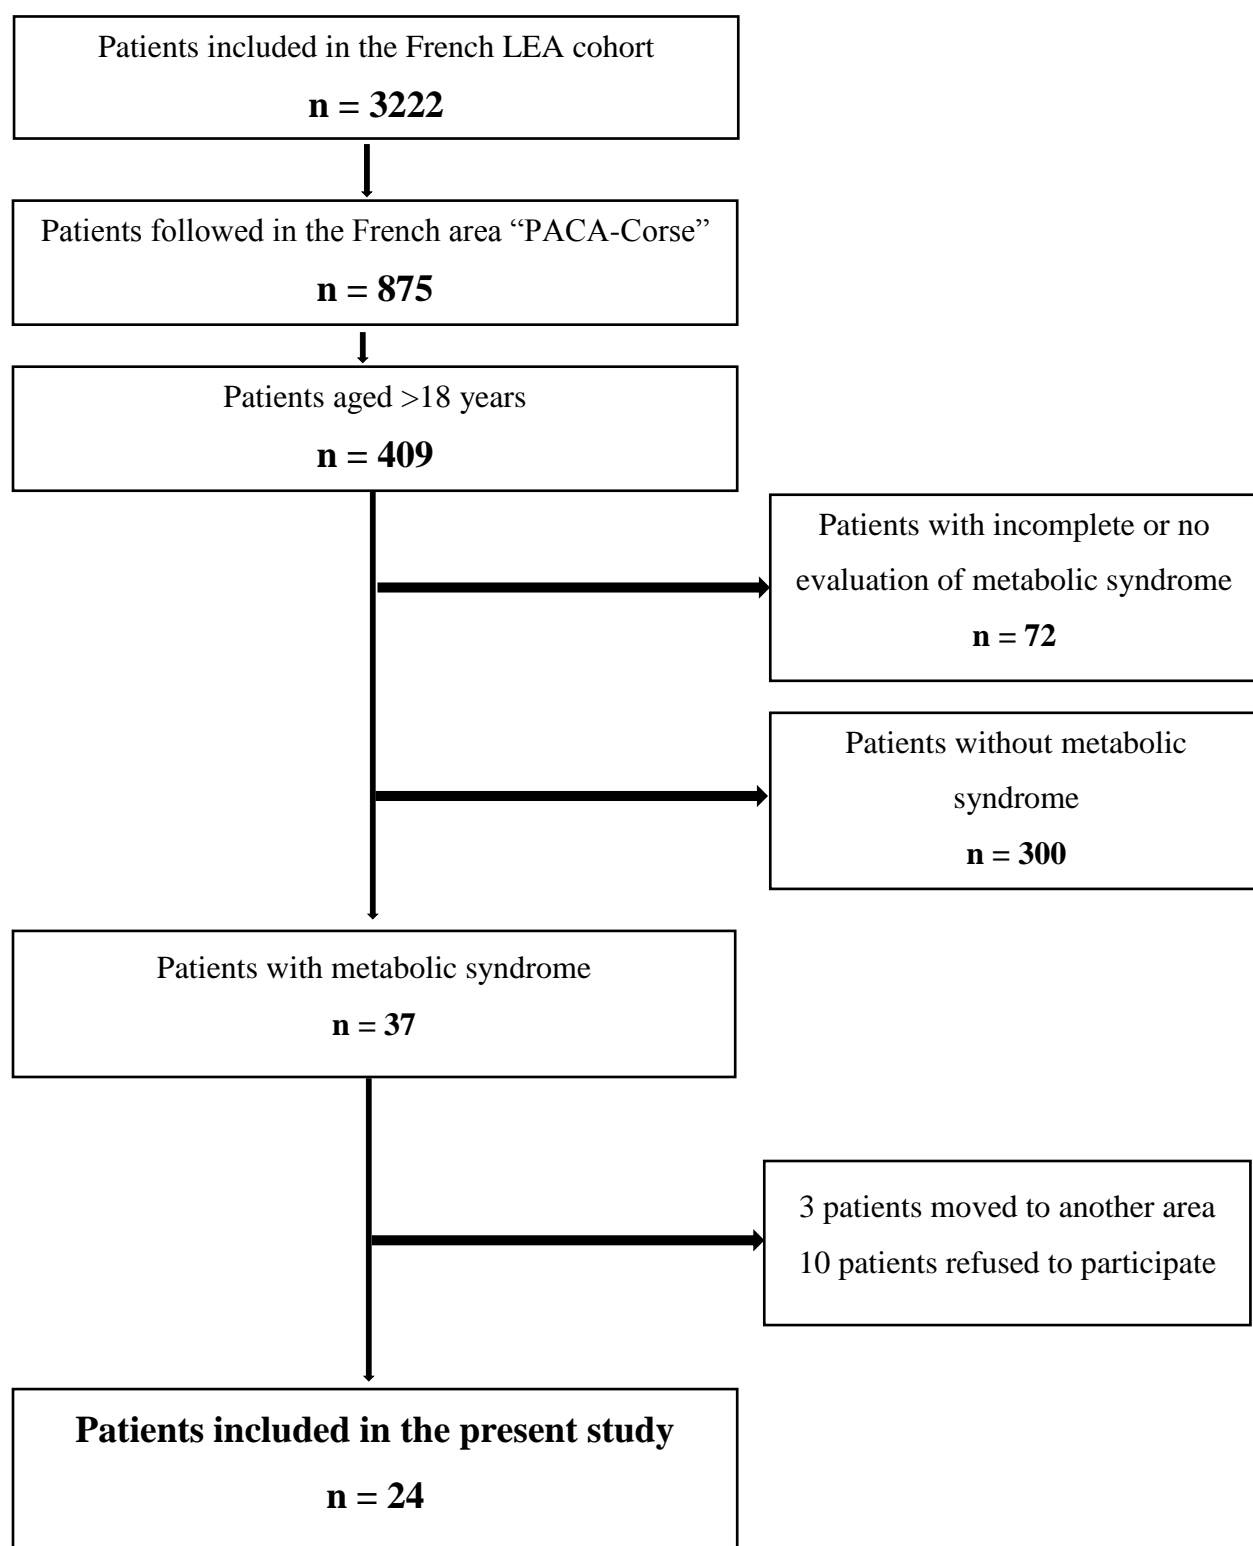 Patients included in the French LEA cohort
n = 3222
Patients followed in the French area “PACA-Corse”
n = 875
Patients aged >18 years
n = 409
Patients with incomplete or no
evaluation of metabolic syndrome
n = 72
Patients without metabolic
syndrome
n = 300
Patients with metabolic syndrome
n = 37
3 patients moved to another area
10 patients refused to participate
Patients included in the present study
n = 24